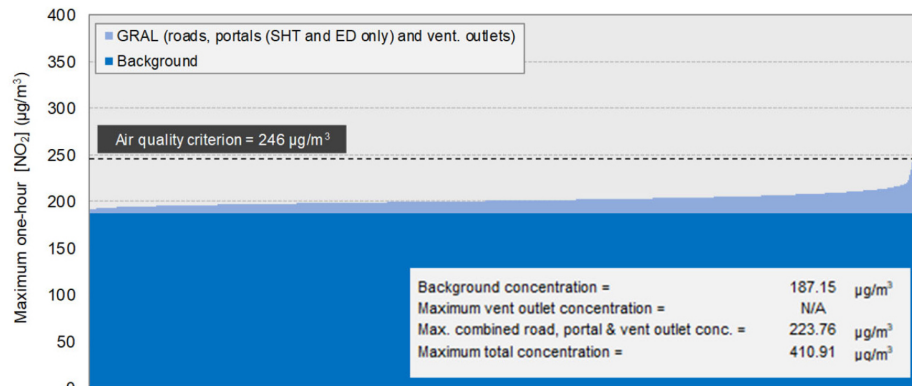 400
350
300
250
200
150
100
50
0
Maximum one-hour [NO₂] (µg/m³)
GRAL (roads, portals (SHT and ED only) and vent. outlets)
Background
Air quality criterion = 246 µg/m³
Background concentration = 187.15 µg/m³
Maximum vent outlet concentration = N/A
Max. combined road, portal & vent outlet conc. = 223.76 µg/m³
Maximum total concentration = 410.91 µg/m³